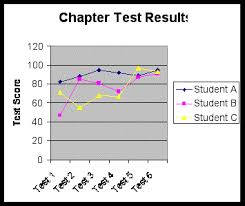 Chapter Test Results
120
100
80
60
40
20
0
Test Score
Test 1
Test 2
Test 3
Test 4
Test 5
Test 6
Student A
Student B
Student C